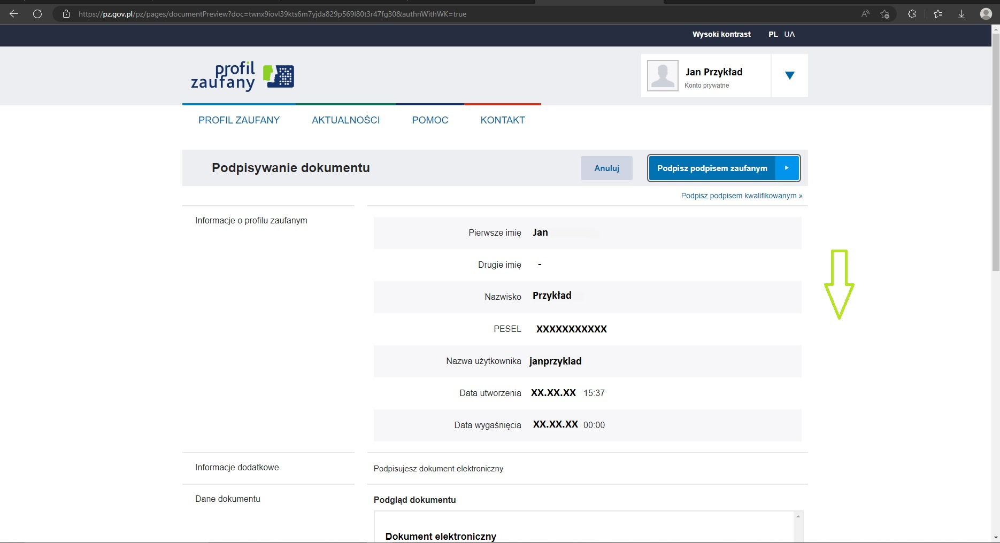 https://pz.gov.pl/pz/pages/documentPreview?doc=twnx9iovl39kts6m7yjda829p569l80t3r47fg30&authnWithWK=true
Wysoki kontrast PL UA
profil
zaufany
Jan Przykład
Konto prywatne
PROFIL ZAUFANY AKTUALNOŚCI POMOC KONTAKT
Podpisywanie dokumentu Anuluj Podpisz podpisem zaufanym
Podpisz podpisem kwalifikowanym »
Informacje o profilu zaufanym
Pierwsze imię Jan
Drugie imię -
Nazwisko Przykład
PESEL XXXXXXXXXXX
Nazwa użytkownika janprzyklad
Data utworzenia XX.XX.XX 15:37
Data wygaśnięcia XX.XX.XX 00:00
Informacje dodatkowe Podpisujesz dokument elektroniczny
Dane dokumentu Podgląd dokumentu
Dokument elektroniczny